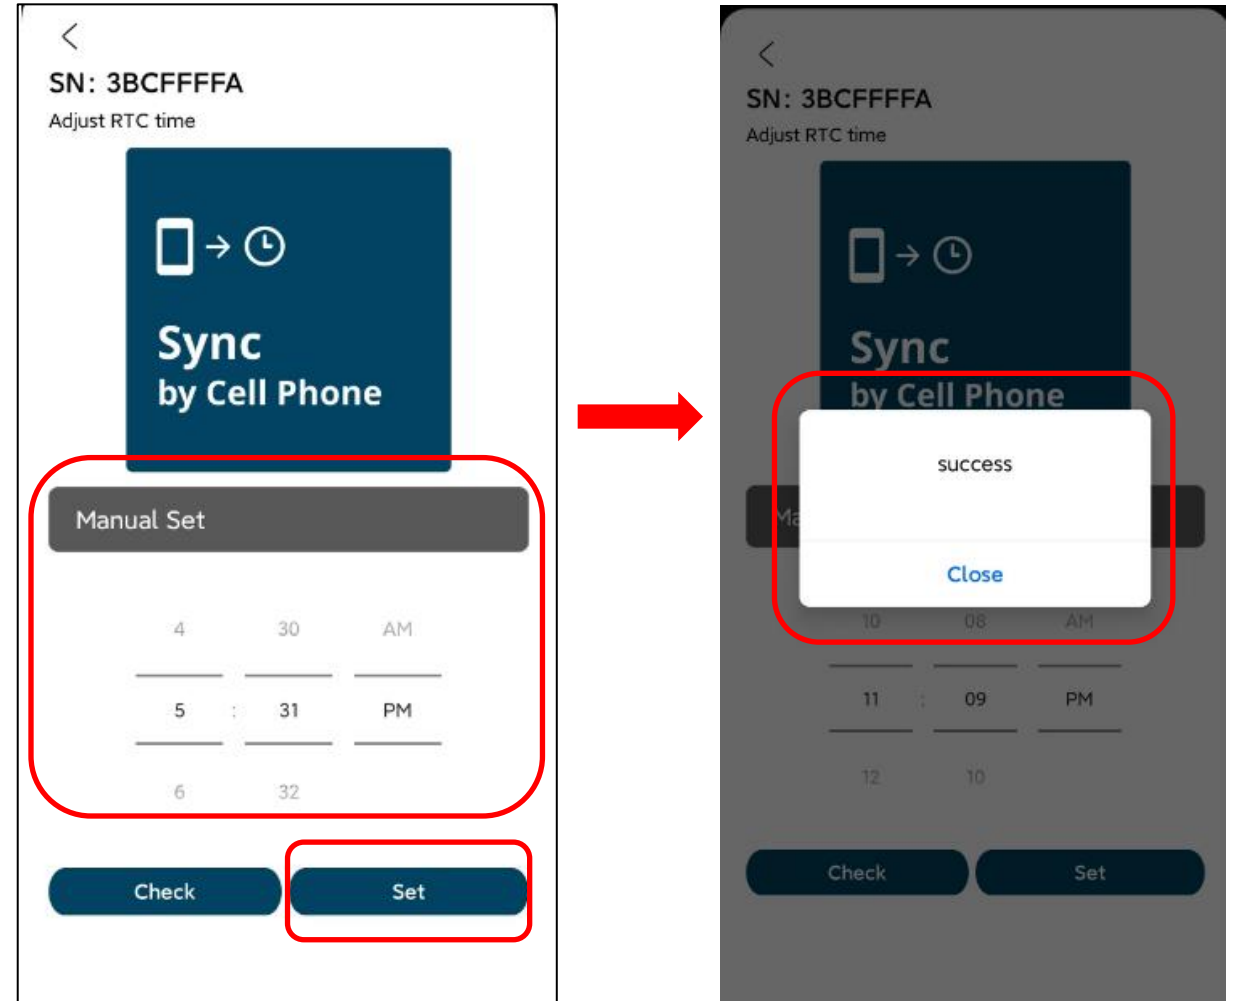 SN: 3BCFFFFA
Adjust RTC time
Sync
by Cell Phone
Manual Set
4 30 AM
5 : 31 PM
6 32
Check Set
SN: 3BCFFFFA
Adjust RTC time
Sync
by Cell Phone
success
Ma
Close
10 08 AM
11 : 09 PM
12 10
Check Set